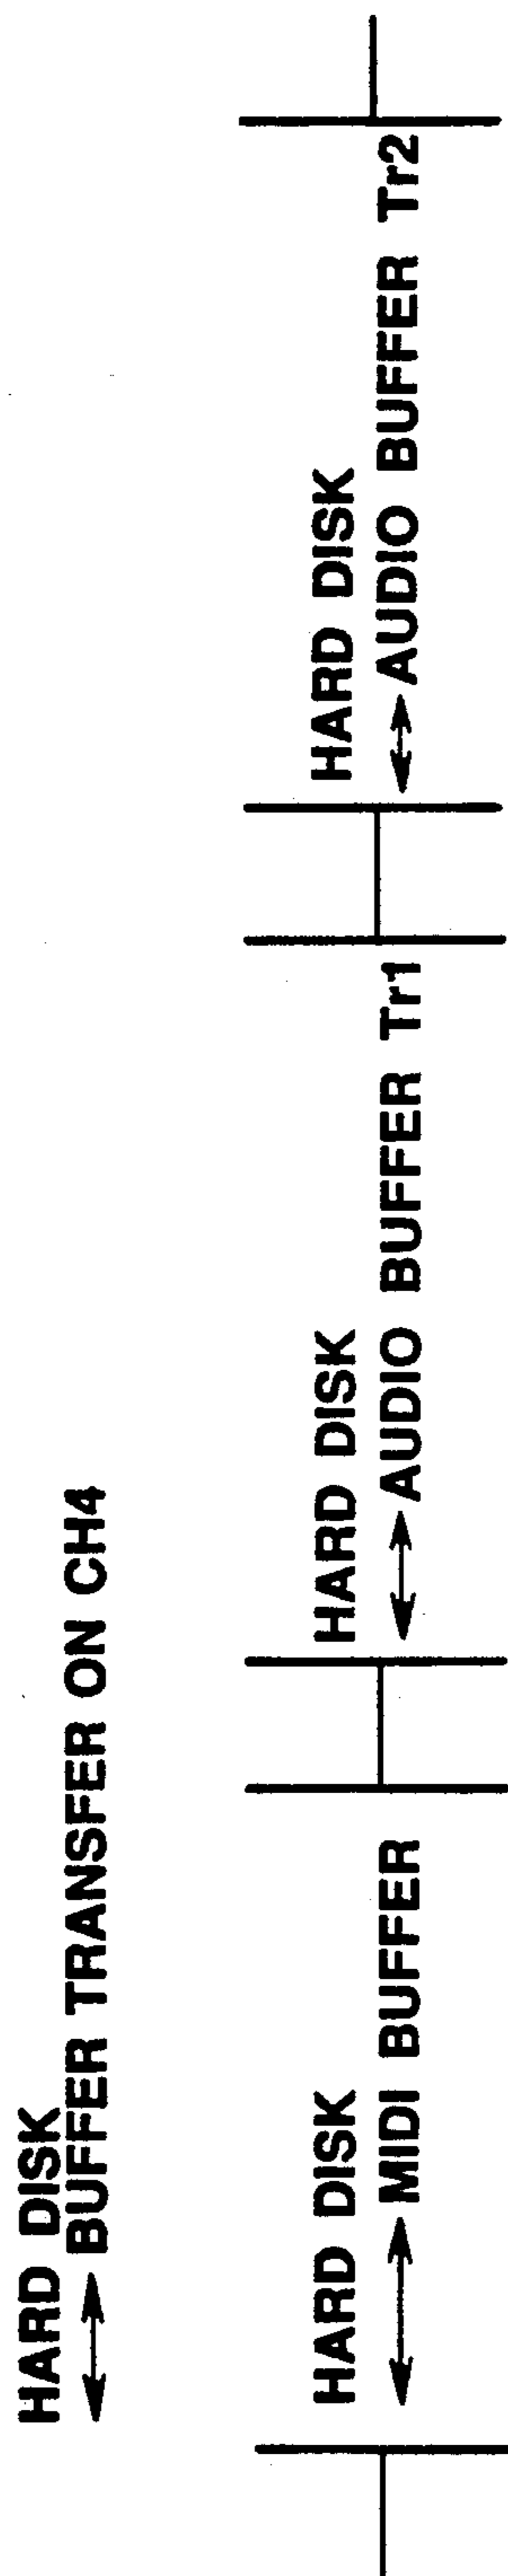 HARD DISK
↔ BUFFER TRANSFER ON CH4
HARD DISK
↔ MIDI BUFFER
HARD DISK
↔ AUDIO BUFFER Tr1
HARD DISK
↔ AUDIO BUFFER Tr2